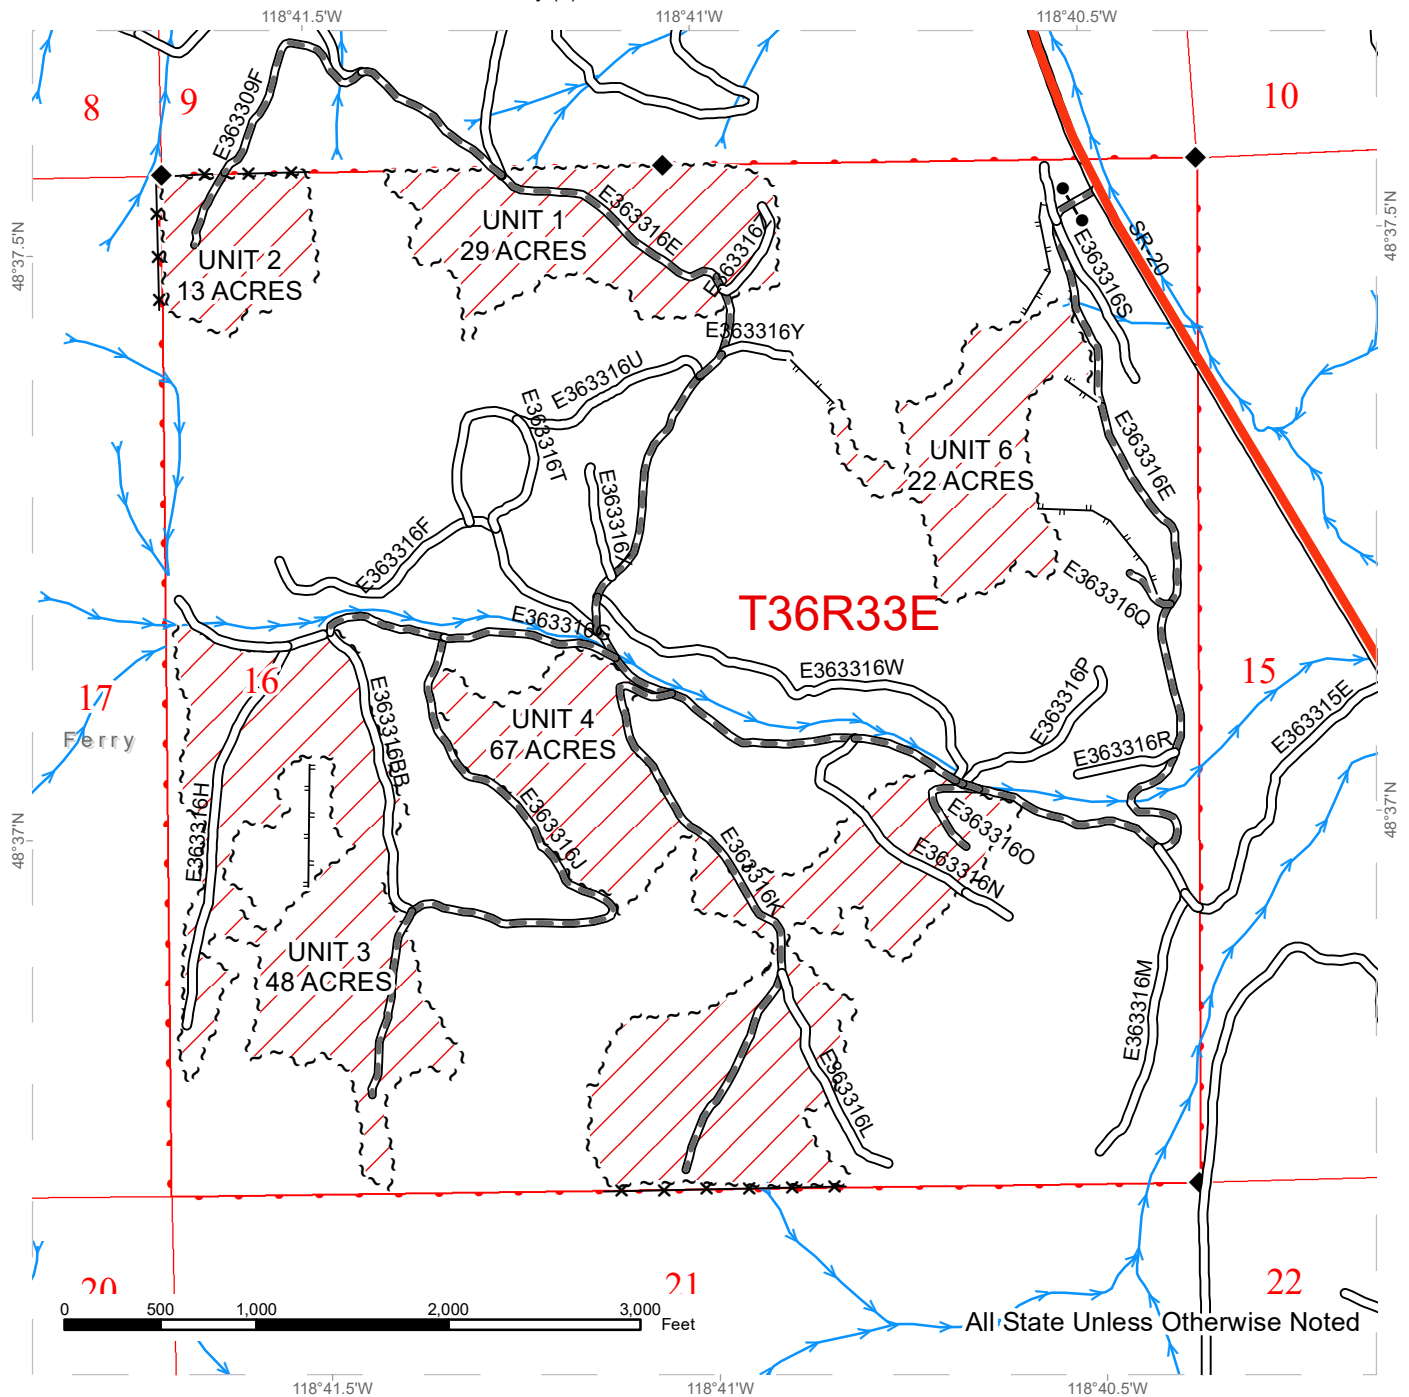 118°41.5'W
118°41'W
118°40.5'W
8
9
10
E363309F
48°37.5'N
48°37.5'N
UNIT 1
29 ACRES
E363316E
E363316Z
UNIT 2
13 ACRES
SR-20
E363316S
E363316Y
E363316U
E363316T
E363316E
UNIT 6
22 ACRES
E363316F
E363316Q
T36R33E
E363316G
E363316W
E363316P
15
16
17
Ferry
E363316BB
UNIT 4
67 ACRES
E363316R
E363315E
E363316H
E363316J
E363316K
E363316O
E363316N
48°37'N
48°37'N
UNIT 3
48 ACRES
E363316M
E363316L
20
21
22
0
500
1,000
2,000
3,000
Feet
All State Unless Otherwise Noted
118°41.5'W
118°41'W
118°40.5'W